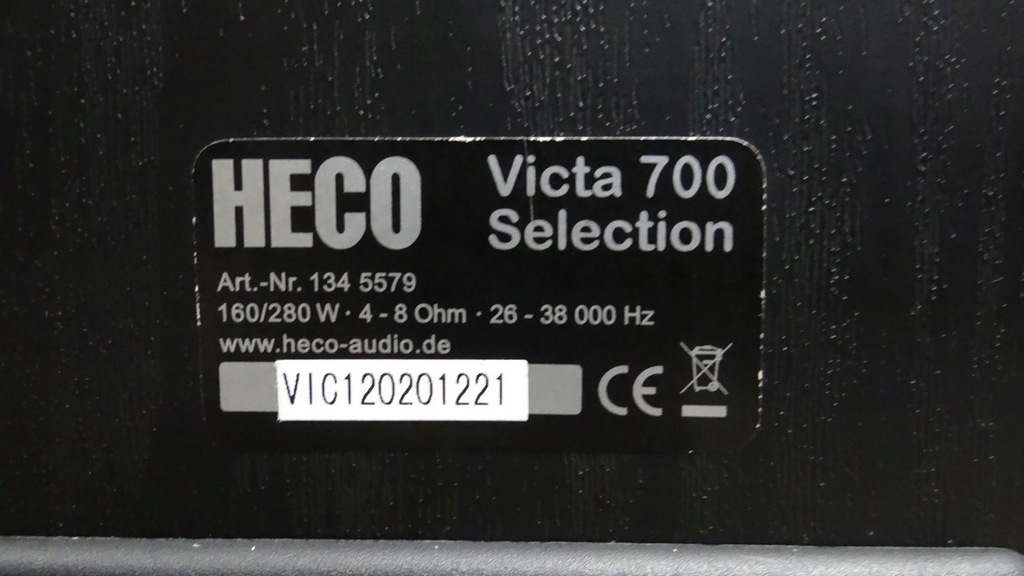 HECO
Victa 700
Selection
Art.-Nr. 134 5579
160/280 W · 4 - 8 Ohm · 26 - 38 000 Hz
www.heco-audio.de
VIC120201221
CE